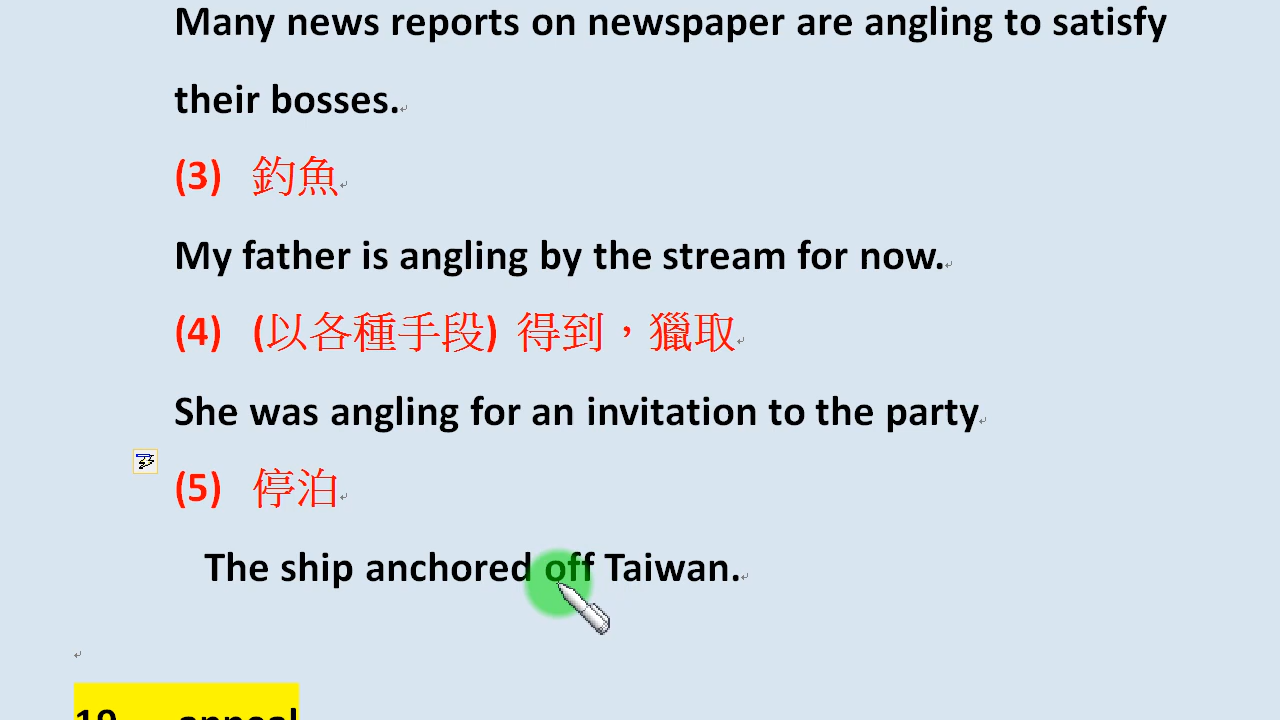 Many news reports on newspaper are angling to satisfy
their bosses.
(3) 釣魚
My father is angling by the stream for now.
(4) (以各種手段) 得到，獵取
She was angling for an invitation to the party
(5) 停泊
The ship anchored off Taiwan.
19 appeal